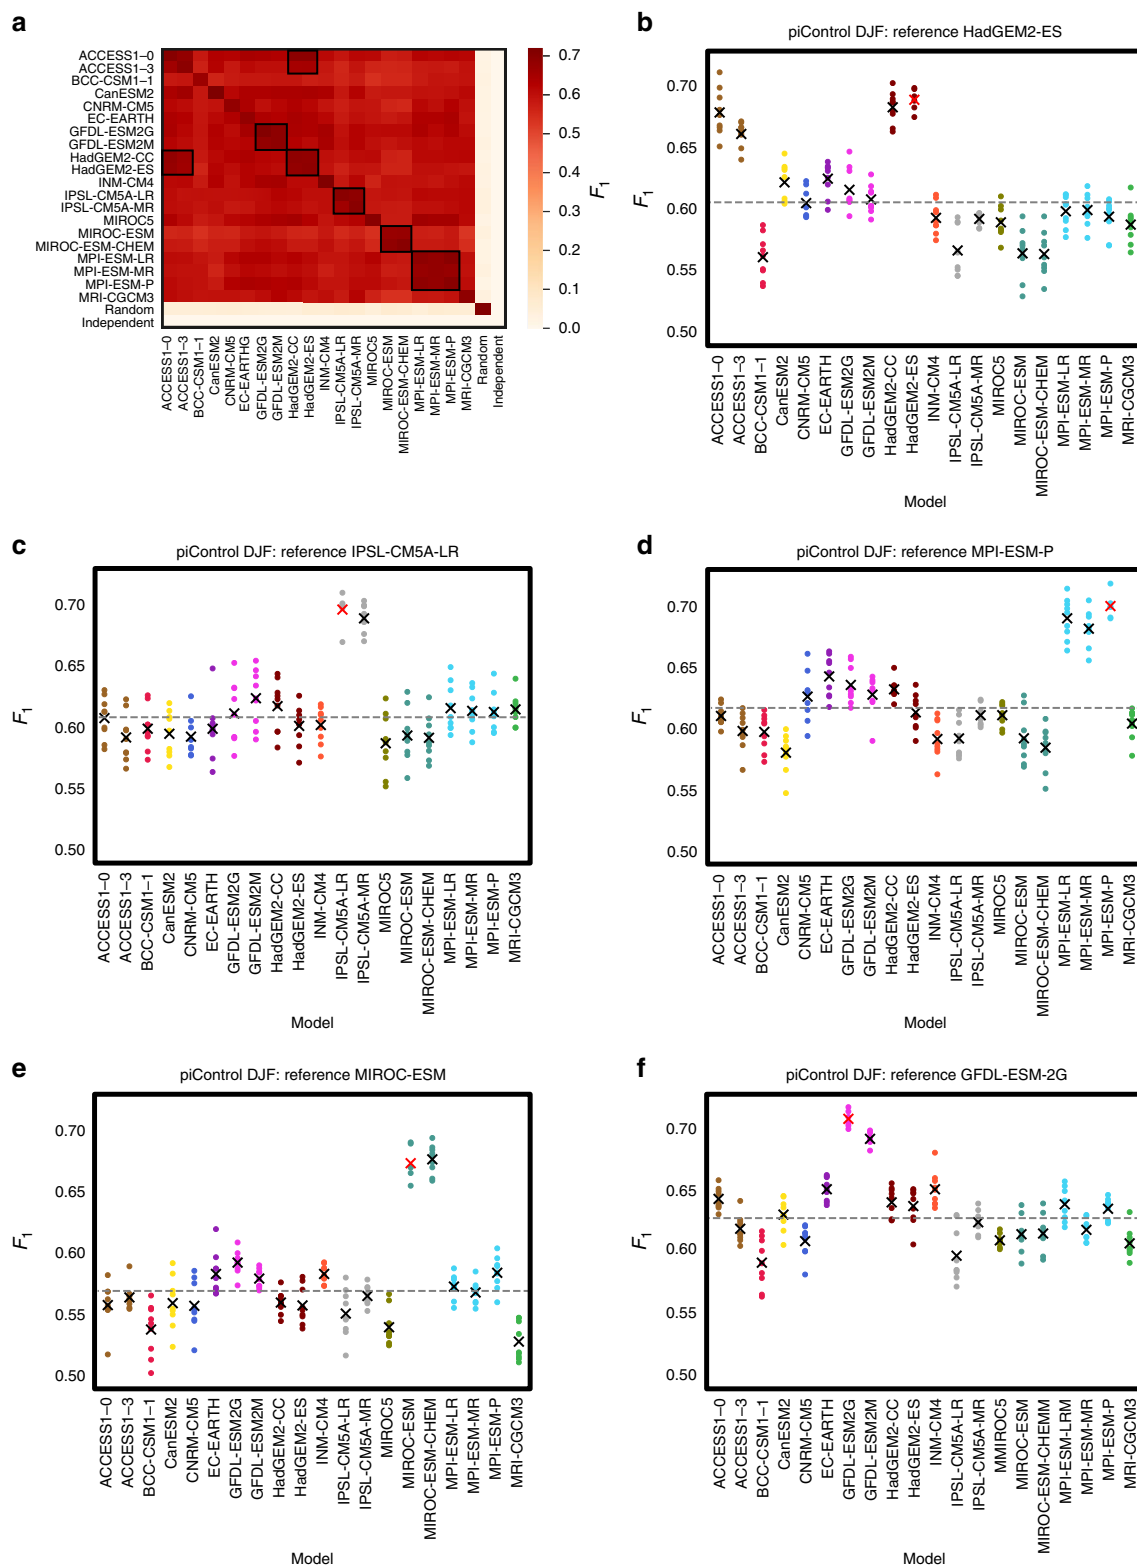 a
ACCESS1–0
ACCESS1–3
BCC-CSM1–1
CanESM2
CNRM-CM5
EC-EARTH
GFDL-ESM2G
GFDL-ESM2M
HadGEM2-CC
HadGEM2-ES
INM-CM4
IPSL-CM5A-LR
IPSL-CM5A-MR
MIROC5
MIROC-ESM
MIROC-ESM-CHEM
MPI-ESM-LR
MPI-ESM-MR
MPI-ESM-P
MRI-CGCM3
Random
Independent
ACCESS1–0
ACCESS1–3
BCC-CSM1–1
CanESM2
CNRM-CM5
EC-EARTHG
GFDL-ESM2G
GFDL-ESM2M
HadGEM2-CC
HadGEM2-ES
INM-CM4
IPSL-CM5A-LR
IPSL-CM5A-MR
MIROC5
MIROC-ESM
MIROC-ESM-CHEM
MPI-ESM-LR
MPI-ESM-MR
MPI-ESM-P
MRI-CGCM3
Random
Independent
0.7
0.6
0.5
0.4
0.3
0.2
0.1
0.0
F1
b
piControl DJF: reference HadGEM2-ES
0.70
0.65
0.60
0.55
0.50
F1
ACCESS1–0
ACCESS1–3
BCC-CSM1–1
CanESM2
CNRM-CM5
EC-EARTH
GFDL-ESM2G
GFDL-ESM2M
HadGEM2-CC
HadGEM2-ES
INM-CM4
IPSL-CM5A-LR
IPSL-CM5A-MR
MIROC5
MIROC-ESM
MIROC-ESM-CHEM
MPI-ESM-LR
MPI-ESM-MR
MPI-ESM-P
MRI-CGCM3
Model
c
piControl DJF: reference IPSL-CM5A-LR
0.70
0.65
0.60
0.55
0.50
F1
ACCESS1–0
ACCESS1–3
BCC-CSM1–1
CanESM2
CNRM-CM5
EC-EARTH
GFDL-ESM2G
GFDL-ESM2M
HadGEM2-CC
HadGEM2-ES
INM-CM4
IPSL-CM5A-LR
IPSL-CM5A-MR
MIROC5
MIROC-ESM
MIROC-ESM-CHEM
MPI-ESM-LR
MPI-ESM-MR
MPI-ESM-P
MRI-CGCM3
Model
d
piControl DJF: reference MPI-ESM-P
0.70
0.65
0.60
0.55
0.50
F1
ACCESS1–0
ACCESS1–3
BCC-CSM1–1
CanESM2
CNRM-CM5
EC-EARTH
GFDL-ESM2G
GFDL-ESM2M
HadGEM2-CC
HadGEM2-ES
INM-CM4
IPSL-CM5A-LR
IPSL-CM5A-MR
MIROC5
MIROC-ESM
MIROC-ESM-CHEM
MPI-ESM-LR
MPI-ESM-MR
MPI-ESM-P
MRI-CGCM3
Model
e
piControl DJF: reference MIROC-ESM
0.70
0.65
0.60
0.55
0.50
F1
ACCESS1–0
ACCESS1–3
BCC-CSM1–1
CanESM2
CNRM-CM5
EC-EARTH
GFDL-ESM2G
GFDL-ESM2M
HadGEM2-CC
HadGEM2-ES
INM-CM4
IPSL-CM5A-LR
IPSL-CM5A-MR
MIROC5
MIROC-ESM
MIROC-ESM-CHEM
MPI-ESM-LR
MPI-ESM-MR
MPI-ESM-P
MRI-CGCM3
Model
f
piControl DJF: reference GFDL-ESM-2G
0.70
0.65
0.60
0.55
0.50
F1
ACCESS1–0
ACCESS1–3
BCC-CSM1–1
CanESM2
CNRM-CM5
EC-EARTH
GFDL-ESM2G
GFDL-ESM2M
HadGEM2-CC
HadGEM2-ES
INM-CM4
IPSL-CM5A-LR
IPSL-CM5A-MR
MMIROC5
MIROC-ESM
MIROC-ESM-CHEMM
MPI-ESM-LRM
MPI-ESM-MR
MPI-ESM-P
MRI-CGCM3
Model